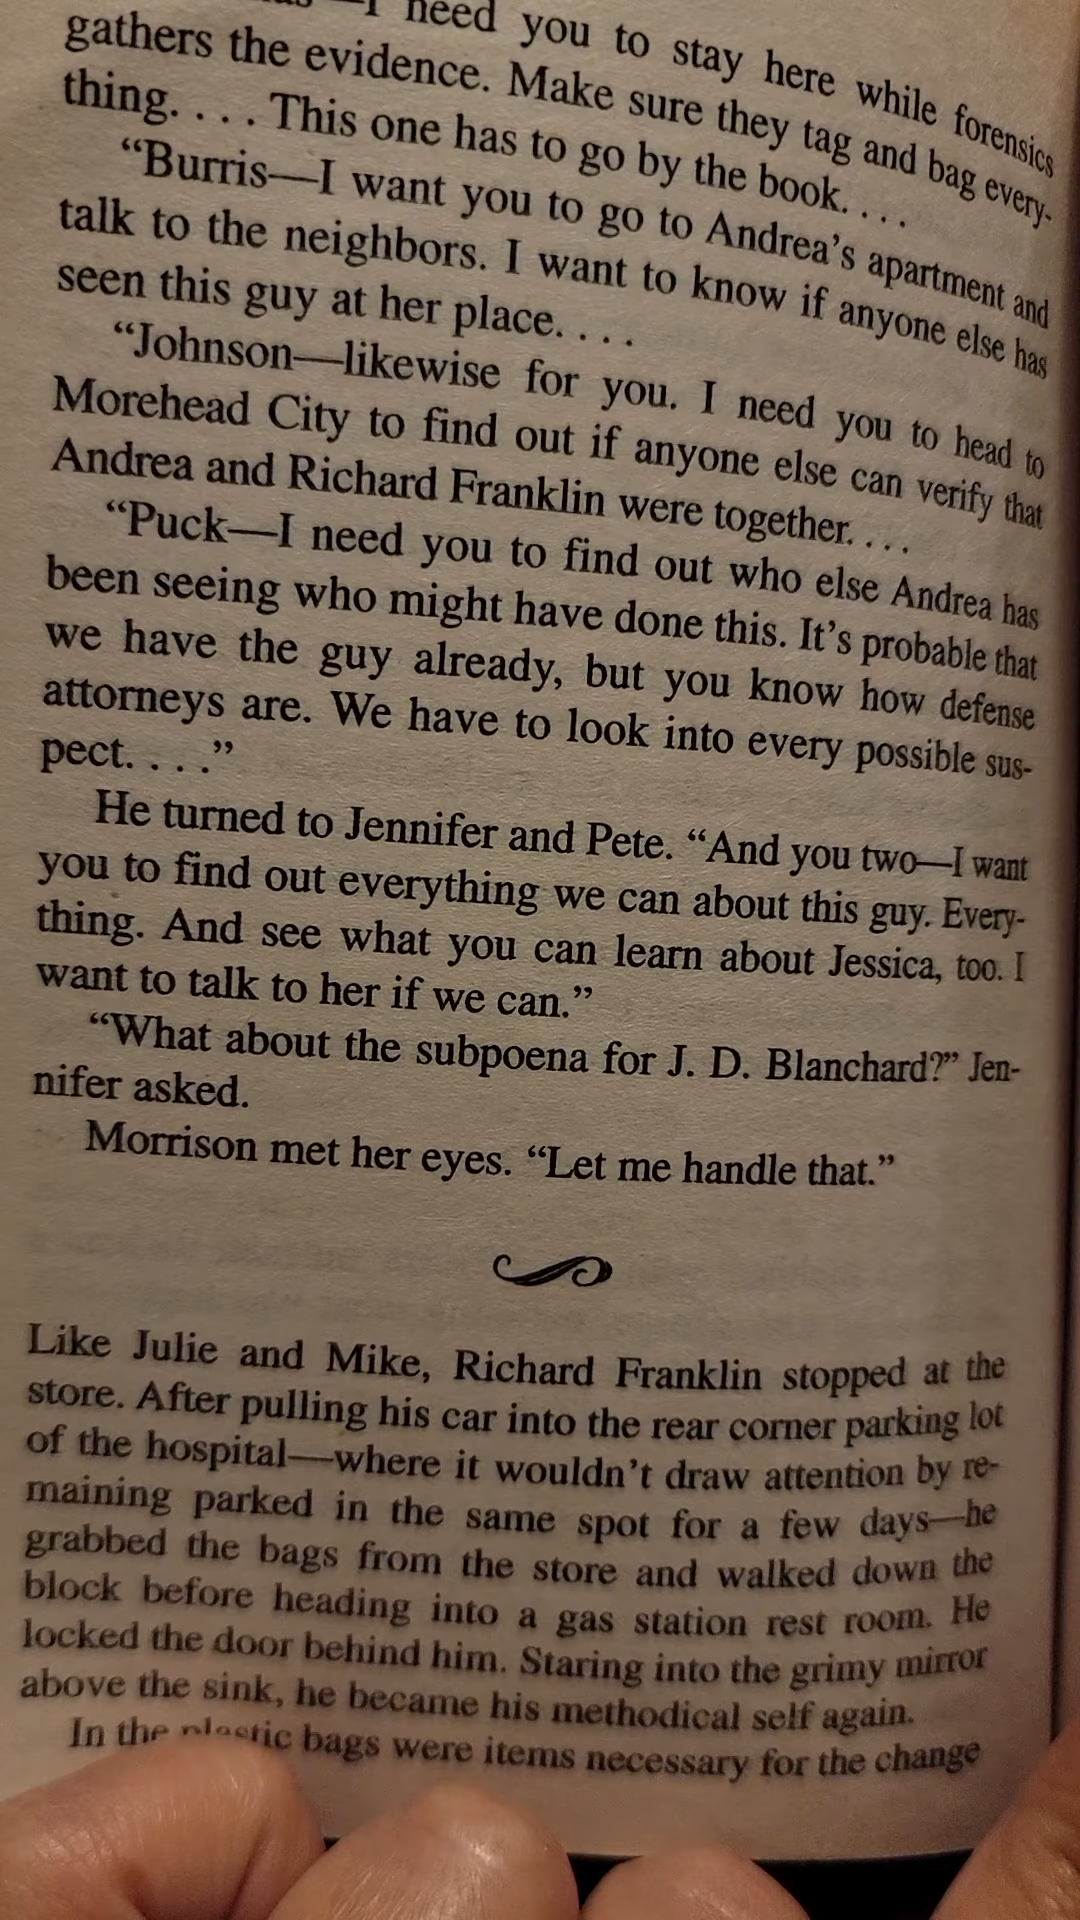 I need you to stay here while forensics
gathers the evidence. Make sure they tag and bag every-
thing. . . . This one has to go by the book. . . .
“Burris—I want you to go to Andrea’s apartment and
talk to the neighbors. I want to know if anyone else has
seen this guy at her place. . . .
“Johnson—likewise for you. I need you to head to
Morehead City to find out if anyone else can verify that
Andrea and Richard Franklin were together. . . .
“Puck—I need you to find out who else Andrea has
been seeing who might have done this. It’s probable that
we have the guy already, but you know how defense
attorneys are. We have to look into every possible sus-
pect. . . .”
He turned to Jennifer and Pete. “And you two—I want
you to find out everything we can about this guy. Every-
thing. And see what you can learn about Jessica, too. I
want to talk to her if we can.”
“What about the subpoena for J. D. Blanchard?” Jen-
nifer asked.
Morrison met her eyes. “Let me handle that.”
Like Julie and Mike, Richard Franklin stopped at the
store. After pulling his car into the rear corner parking lot
of the hospital—where it wouldn’t draw attention by re-
maining parked in the same spot for a few days—he
grabbed the bags from the store and walked down the
block before heading into a gas station rest room. He
locked the door behind him. Staring into the grimy mirror
above the sink, he became his methodical self again.
In the plastic bags were items necessary for the change